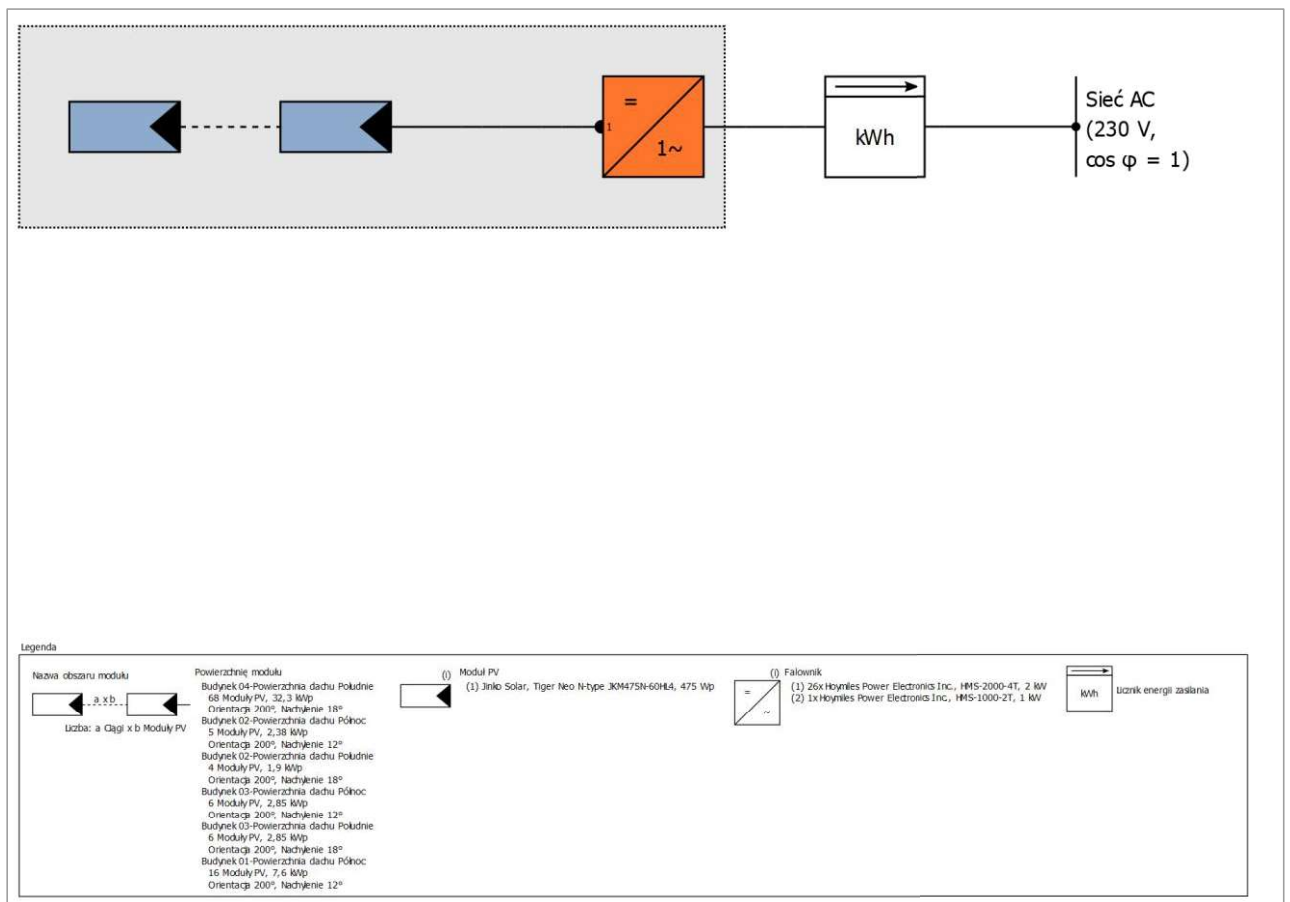 =
1
1~
kWh
Sieć AC
(230 V,
cos φ = 1)
Legenda
Nazwa obszaru modułu
a x b
Liczba: a Ciągi x b Moduły PV
Powierzchnię modułu
Budynek 04-Powierzchnia dachu Południe
68 Moduły PV, 32,3 kWp
Orientacja 200°, Nachylenie 18°
Budynek 02-Powierzchnia dachu Północ
5 Moduły PV, 2,38 kWp
Orientacja 200°, Nachylenie 12°
Budynek 02-Powierzchnia dachu Południe
4 Moduły PV, 1,9 kWp
Orientacja 200°, Nachylenie 18°
Budynek 03-Powierzchnia dachu Północ
6 Moduły PV, 2,85 kWp
Orientacja 200°, Nachylenie 12°
Budynek 03-Powierzchnia dachu Południe
6 Moduły PV, 2,85 kWp
Orientacja 200°, Nachylenie 18°
Budynek 01-Powierzchnia dachu Północ
16 Moduły PV, 7,6 kWp
Orientacja 200°, Nachylenie 12°
(i) Moduł PV
(1) Jinko Solar, Tiger Neo N-type JKM475N-60HL4, 475 Wp
(i) Falownik
= ~
(1) 26x Hoymiles Power Electronics Inc., HMS-2000-4T, 2 kW
(2) 1x Hoymiles Power Electronics Inc., HMS-1000-2T, 1 kW
kWh
Licznik energii zasilania